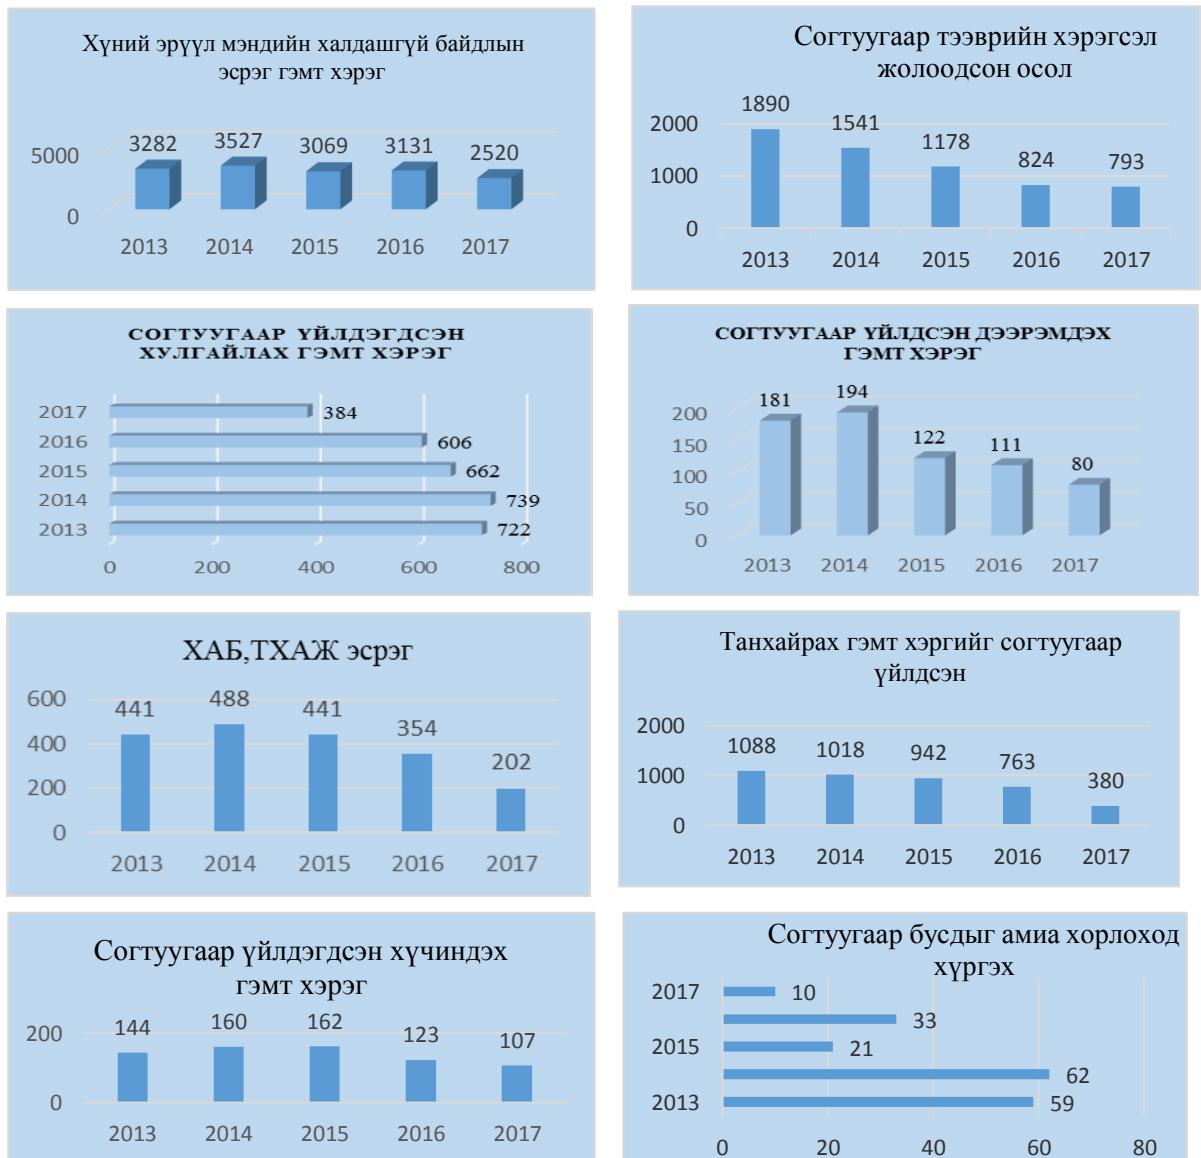 Хүний эрүүл мэндийн халдашгүй байдлын
эсрэг гэмт хэрэг
5000
0
3282 3527 3069 3131 2520
2013 2014 2015 2016 2017
Согтуугаар тээврийн хэрэгсэл
жолоодсон осол
2000
1000
0
1890 1541 1178 824 793
2013 2014 2015 2016 2017
СОГТУУГААР ҮЙЛДЭГДСЭН
ХУЛГАЙЛАХ ГЭМТ ХЭРЭГ
2017 384
2016 606
2015 662
2014 739
2013 722
0 200 400 600 800
СОГТУУГААР ҮЙЛДСЭН ДЭЭРЭМДЭХ
ГЭМТ ХЭРЭГ
200
150
100
50
0
181 194 122 111 80
2013 2014 2015 2016 2017
ХАБ,ТХАЖ эсрэг
600
400
200
0
441 488 441 354 202
2013 2014 2015 2016 2017
Танхайрах гэмт хэргийг согтуугаар
үйлдсэн
2000
1000
0
1088 1018 942 763 380
2013 2014 2015 2016 2017
Согтуугаар үйлдэгдсэн хүчиндэх
гэмт хэрэг
200
0
144 160 162 123 107
2013 2014 2015 2016 2017
Согтуугаар бусдыг амиа хорлоход
хүргэх
2017 10
33
2015 21
62
2013 59
0 20 40 60 80